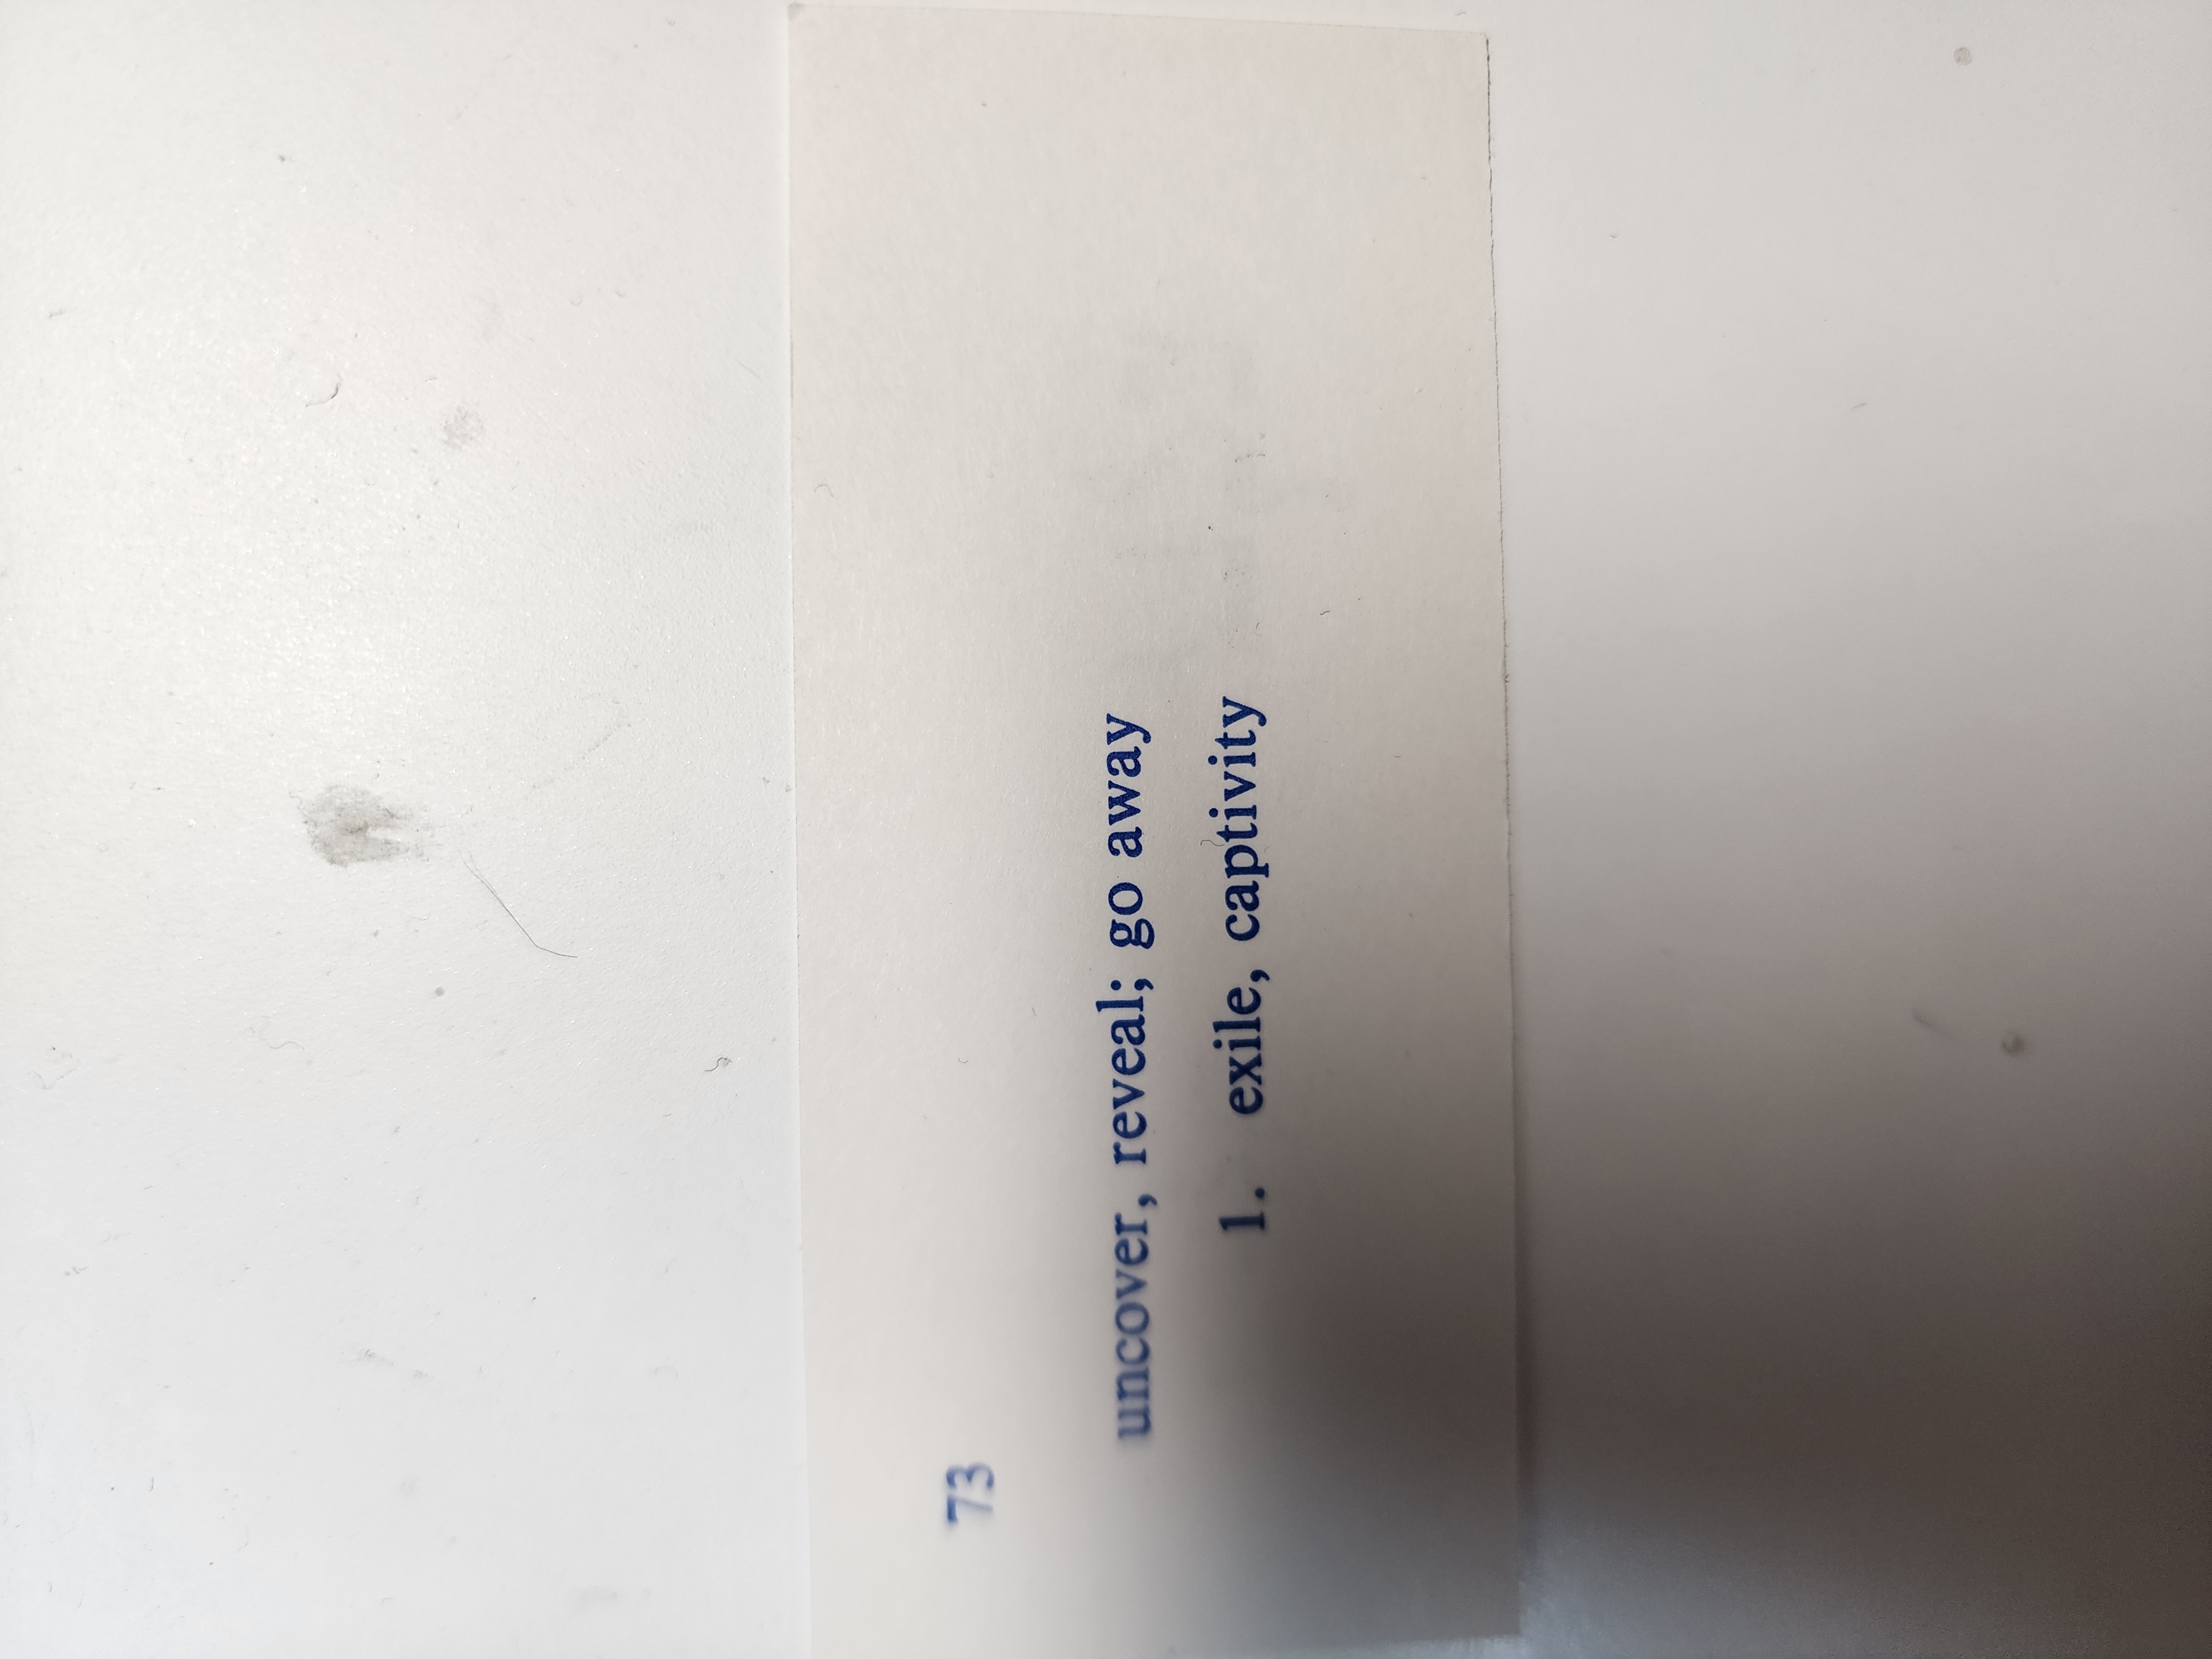 73
uncover, reveal; go away
1. exile, captivity